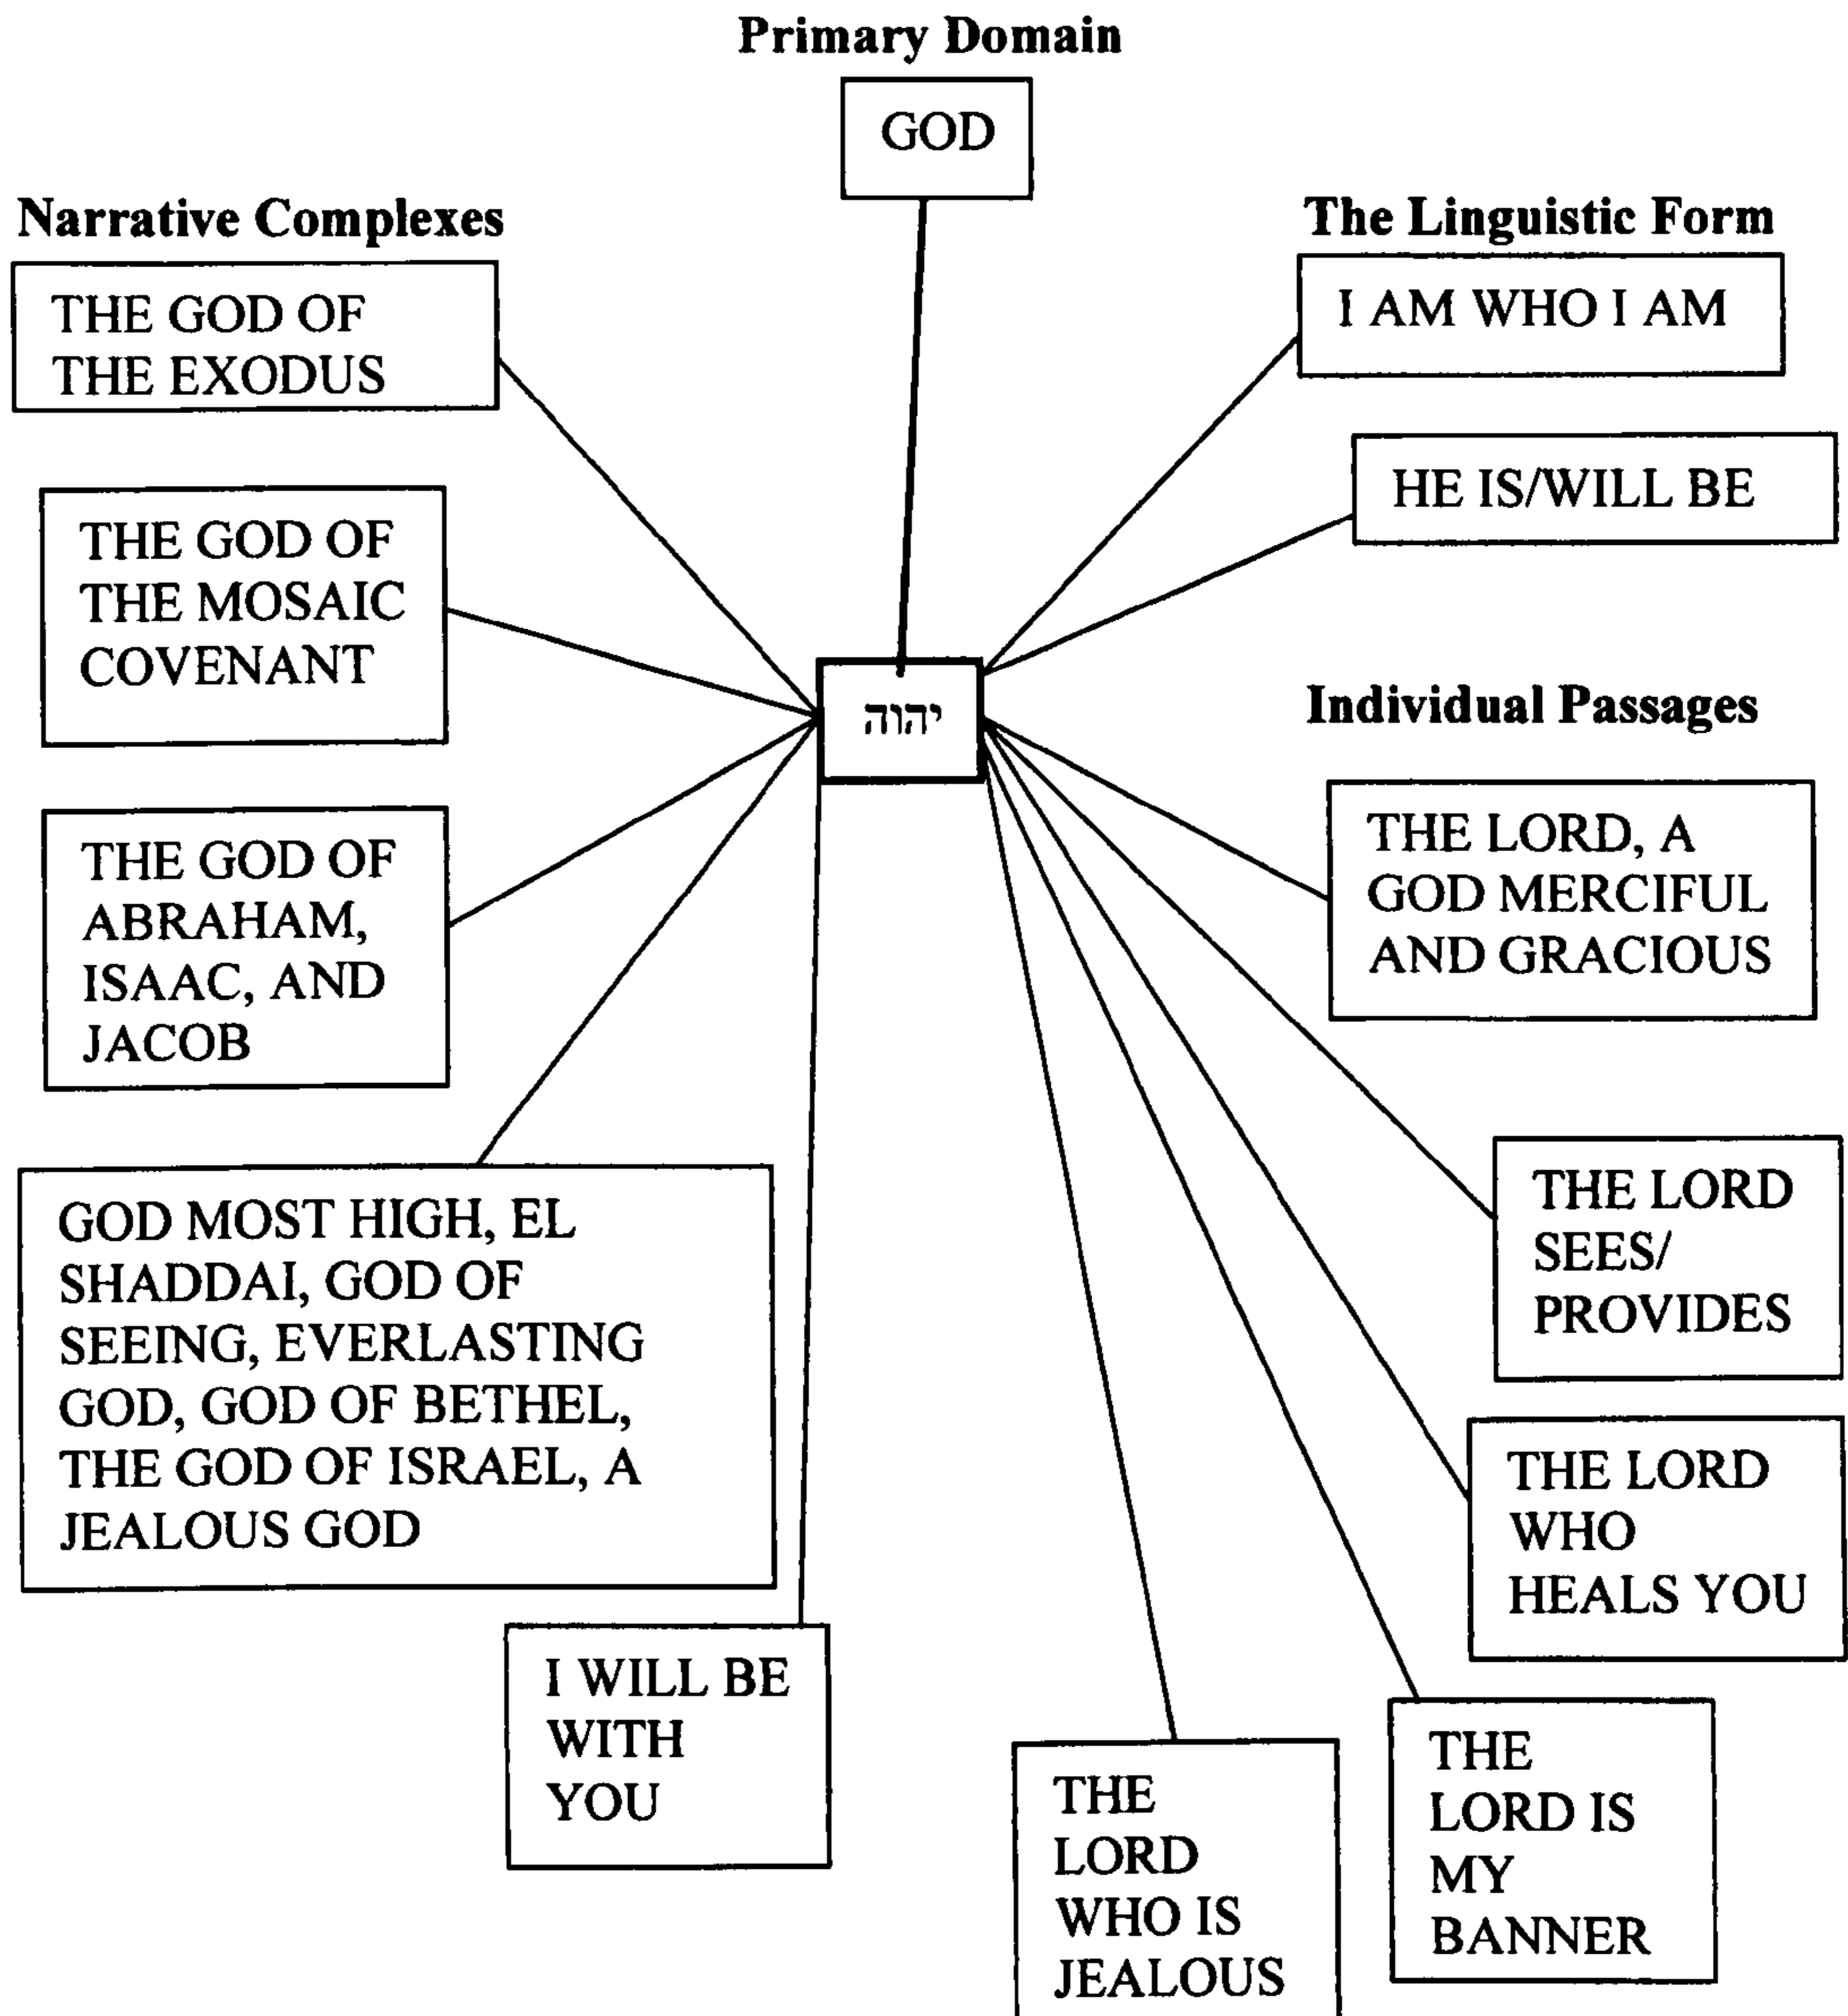 Primary Domain
GOD
Narrative Complexes
THE GOD OF
THE EXODUS
THE GOD OF
THE MOSAIC
COVENANT
THE GOD OF
ABRAHAM,
ISAAC, AND
JACOB
GOD MOST HIGH, EL
SHADDAI, GOD OF
SEEING, EVERLASTING
GOD, GOD OF BETHEL,
THE GOD OF ISRAEL, A
JEALOUS GOD
I WILL BE
WITH
YOU
יהוה
The Linguistic Form
I AM WHO I AM
HE IS/WILL BE
Individual Passages
THE LORD, A
GOD MERCIFUL
AND GRACIOUS
THE LORD
SEES/
PROVIDES
THE LORD
WHO
HEALS YOU
THE
LORD IS
MY
BANNER
THE
LORD
WHO IS
JEALOUS